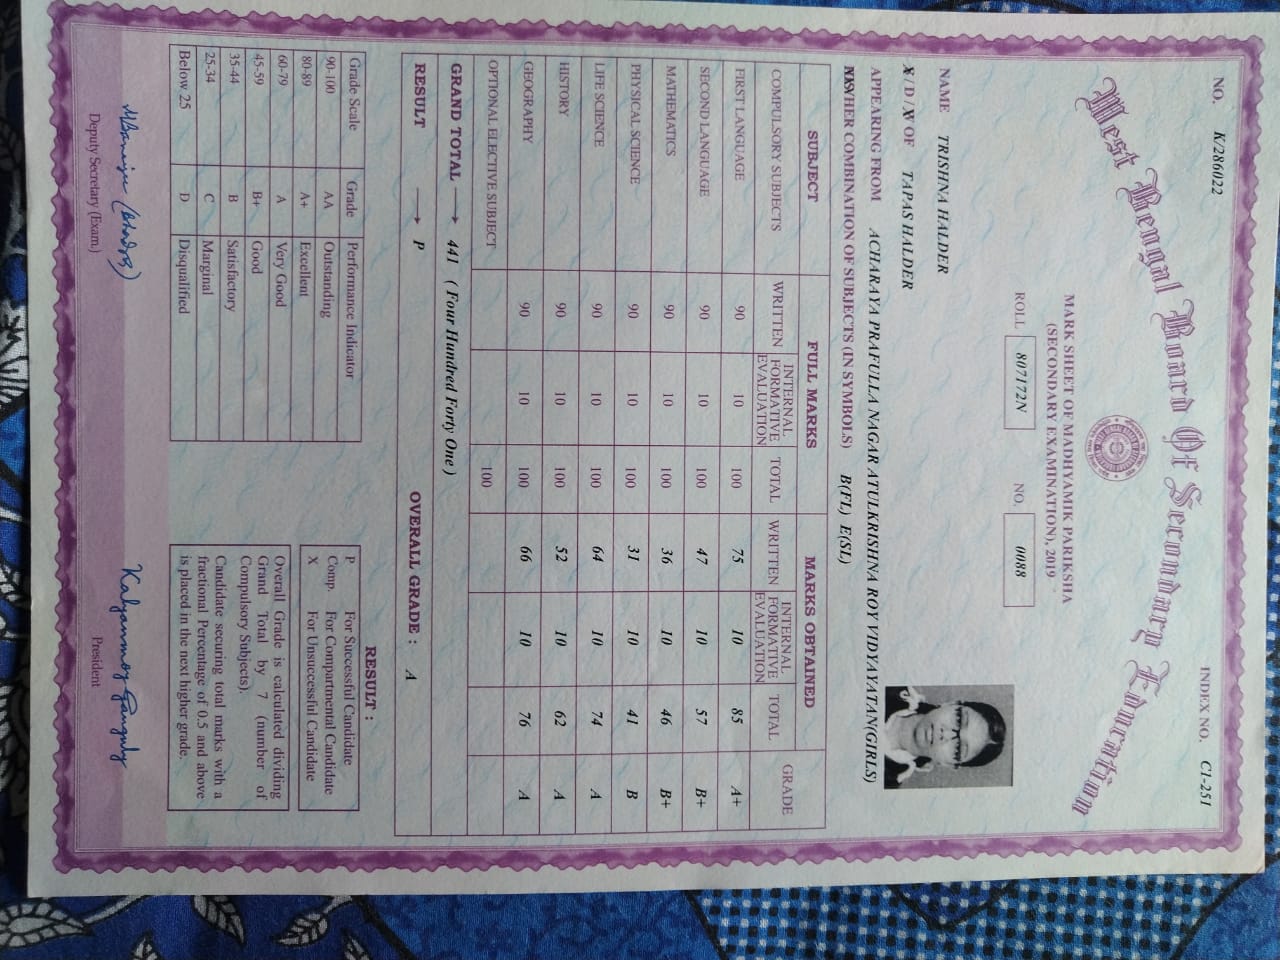 NO. K/286022
INDEX NO. C1-251
West Bengal Board Of Secondary Education
MARK SHEET OF MADHYAMIK PARIKSHA
(SECONDARY EXAMINATION), 2019
ROLL 807172N NO. 0088
NAME TRISHNA HALDER
X/D/X OF TAPAS HALDER
APPEARING FROM ACHARAYA PRAFULLA NAGAR ATULKRISHNA ROY VIDYAYATAN(GIRLS)
HER COMBINATION OF SUBJECTS (IN SYMBOLS) B(FL) E(SL)
SUBJECT FULL MARKS MARKS OBTAINED GRADE
COMPULSORY SUBJECTS WRITTEN INTERNAL FORMATIVE EVALUATION TOTAL WRITTEN INTERNAL FORMATIVE EVALUATION TOTAL
FIRST LANGUAGE 90 10 100 75 10 85 A+
SECOND LANGUAGE 90 10 100 47 10 57 B+
MATHEMATICS 90 10 100 36 10 46 B+
PHYSICAL SCIENCE 90 10 100 31 10 41 B
LIFE SCIENCE 90 10 100 64 10 74 A
HISTORY 90 10 100 52 10 62 A
GEOGRAPHY 90 10 100 66 10 76 A
OPTIONAL ELECTIVE SUBJECT 100
GRAND TOTAL → 441 ( Four Hundred Forty One )
RESULT → P OVERALL GRADE : A
Grade Scale Grade Performance Indicator
90-100 AA Outstanding
80-89 A+ Excellent
60-79 A Very Good
45-59 B+ Good
35-44 B Satisfactory
25-34 C Marginal
Below 25 D Disqualified
RESULT :
P For Successful Candidate
Comp. For Compartmental Candidate
X For Unsuccessful Candidate
Overall Grade is calculated dividing
Grand Total by 7 (number of
Compulsory Subjects).
Candidate securing total marks with a
fractional Percentage of 0.5 and above
is placed in the next higher grade.
Deputy Secretary (Exam.)
Kalyanmoy Ganguly
President